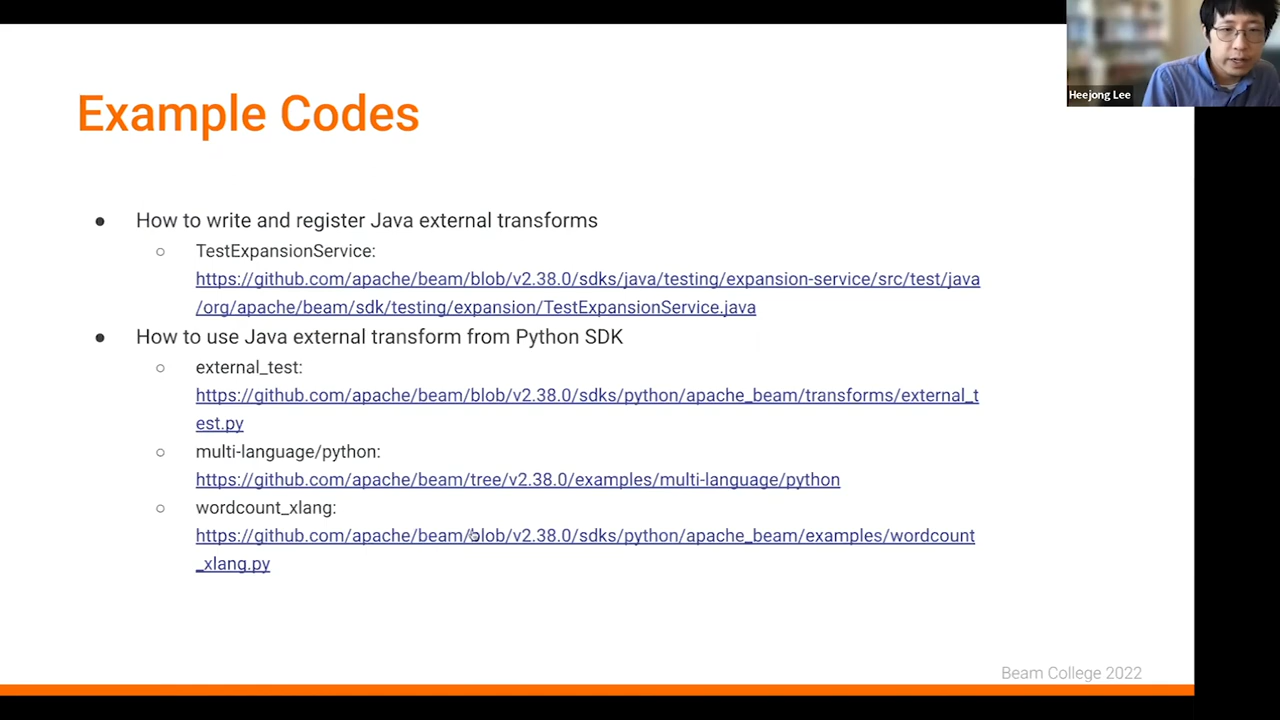 Heejong Lee
Example Codes
● How to write and register Java external transforms
○ TestExpansionService:
https://github.com/apache/beam/blob/v2.38.0/sdks/java/testing/expansion-service/src/test/java
/org/apache/beam/sdk/testing/expansion/TestExpansionService.java
● How to use Java external transform from Python SDK
○ external_test:
https://github.com/apache/beam/blob/v2.38.0/sdks/python/apache_beam/transforms/external_t
est.py
○ multi-language/python:
https://github.com/apache/beam/tree/v2.38.0/examples/multi-language/python
○ wordcount_xlang:
https://github.com/apache/beam/blob/v2.38.0/sdks/python/apache_beam/examples/wordcount
_xlang.py
Beam College 2022